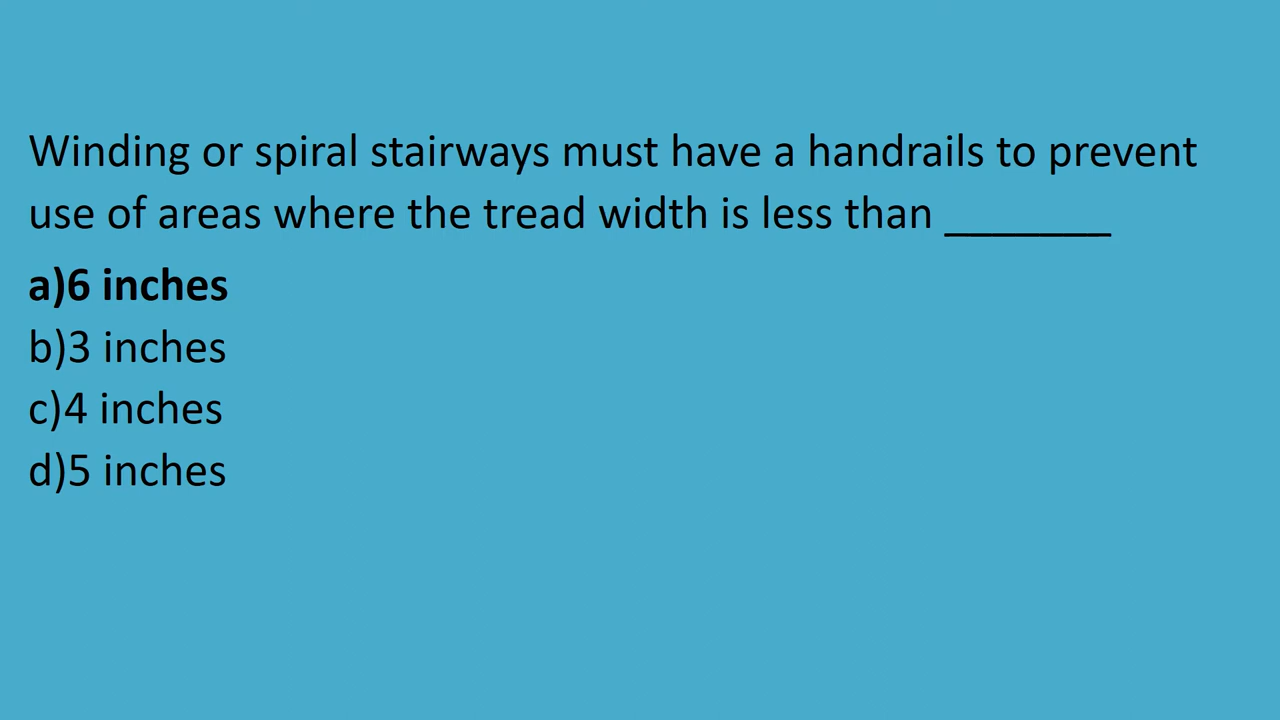 Winding or spiral stairways must have a handrails to prevent
use of areas where the tread width is less than _______
a)6 inches
b)3 inches
c)4 inches
d)5 inches